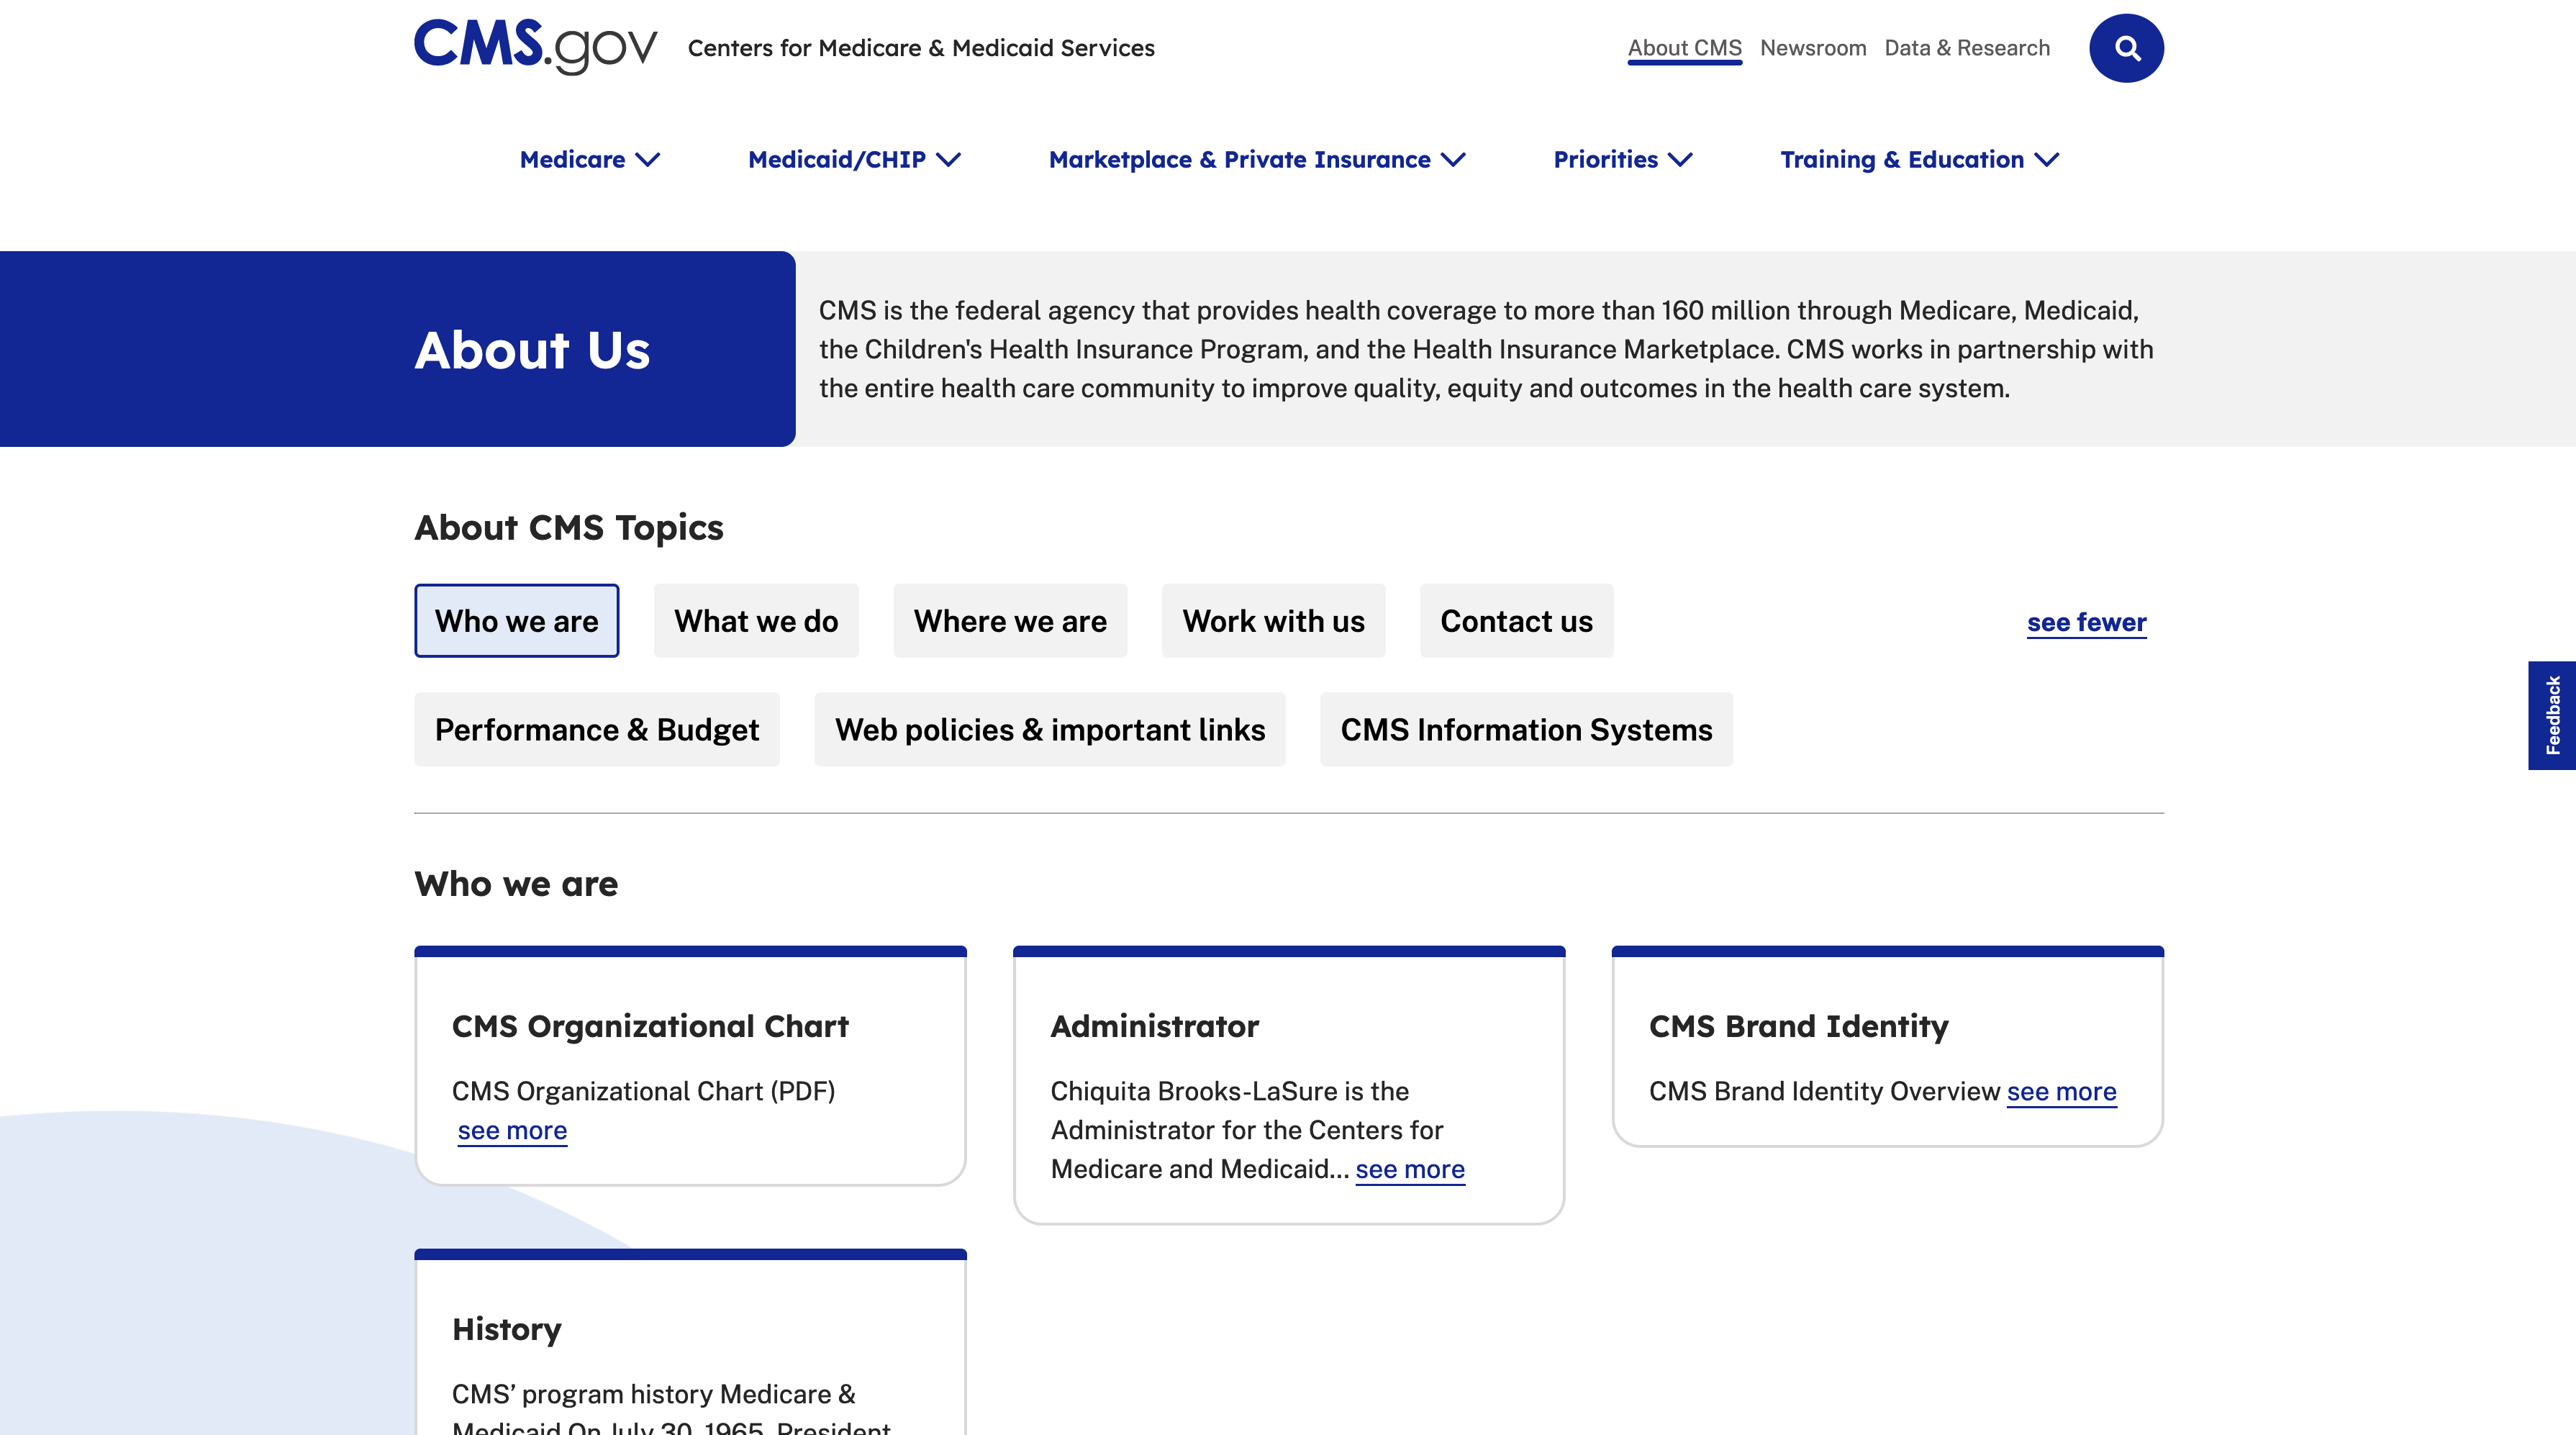 CMS.gov Centers for Medicare & Medicaid Services
About CMS Newsroom Data & Research
Medicare Medicaid/CHIP Marketplace & Private Insurance Priorities Training & Education
About Us
CMS is the federal agency that provides health coverage to more than 160 million through Medicare, Medicaid,
the Children's Health Insurance Program, and the Health Insurance Marketplace. CMS works in partnership with
the entire health care community to improve quality, equity and outcomes in the health care system.
About CMS Topics
Who we are What we do Where we are Work with us Contact us see fewer
Performance & Budget Web policies & important links CMS Information Systems
Feedback
Who we are
CMS Organizational Chart
CMS Organizational Chart (PDF)
see more
Administrator
Chiquita Brooks-LaSure is the
Administrator for the Centers for
Medicare and Medicaid... see more
CMS Brand Identity
CMS Brand Identity Overview see more
History
CMS’ program history Medicare &
Medicaid On July 30, 1965, President